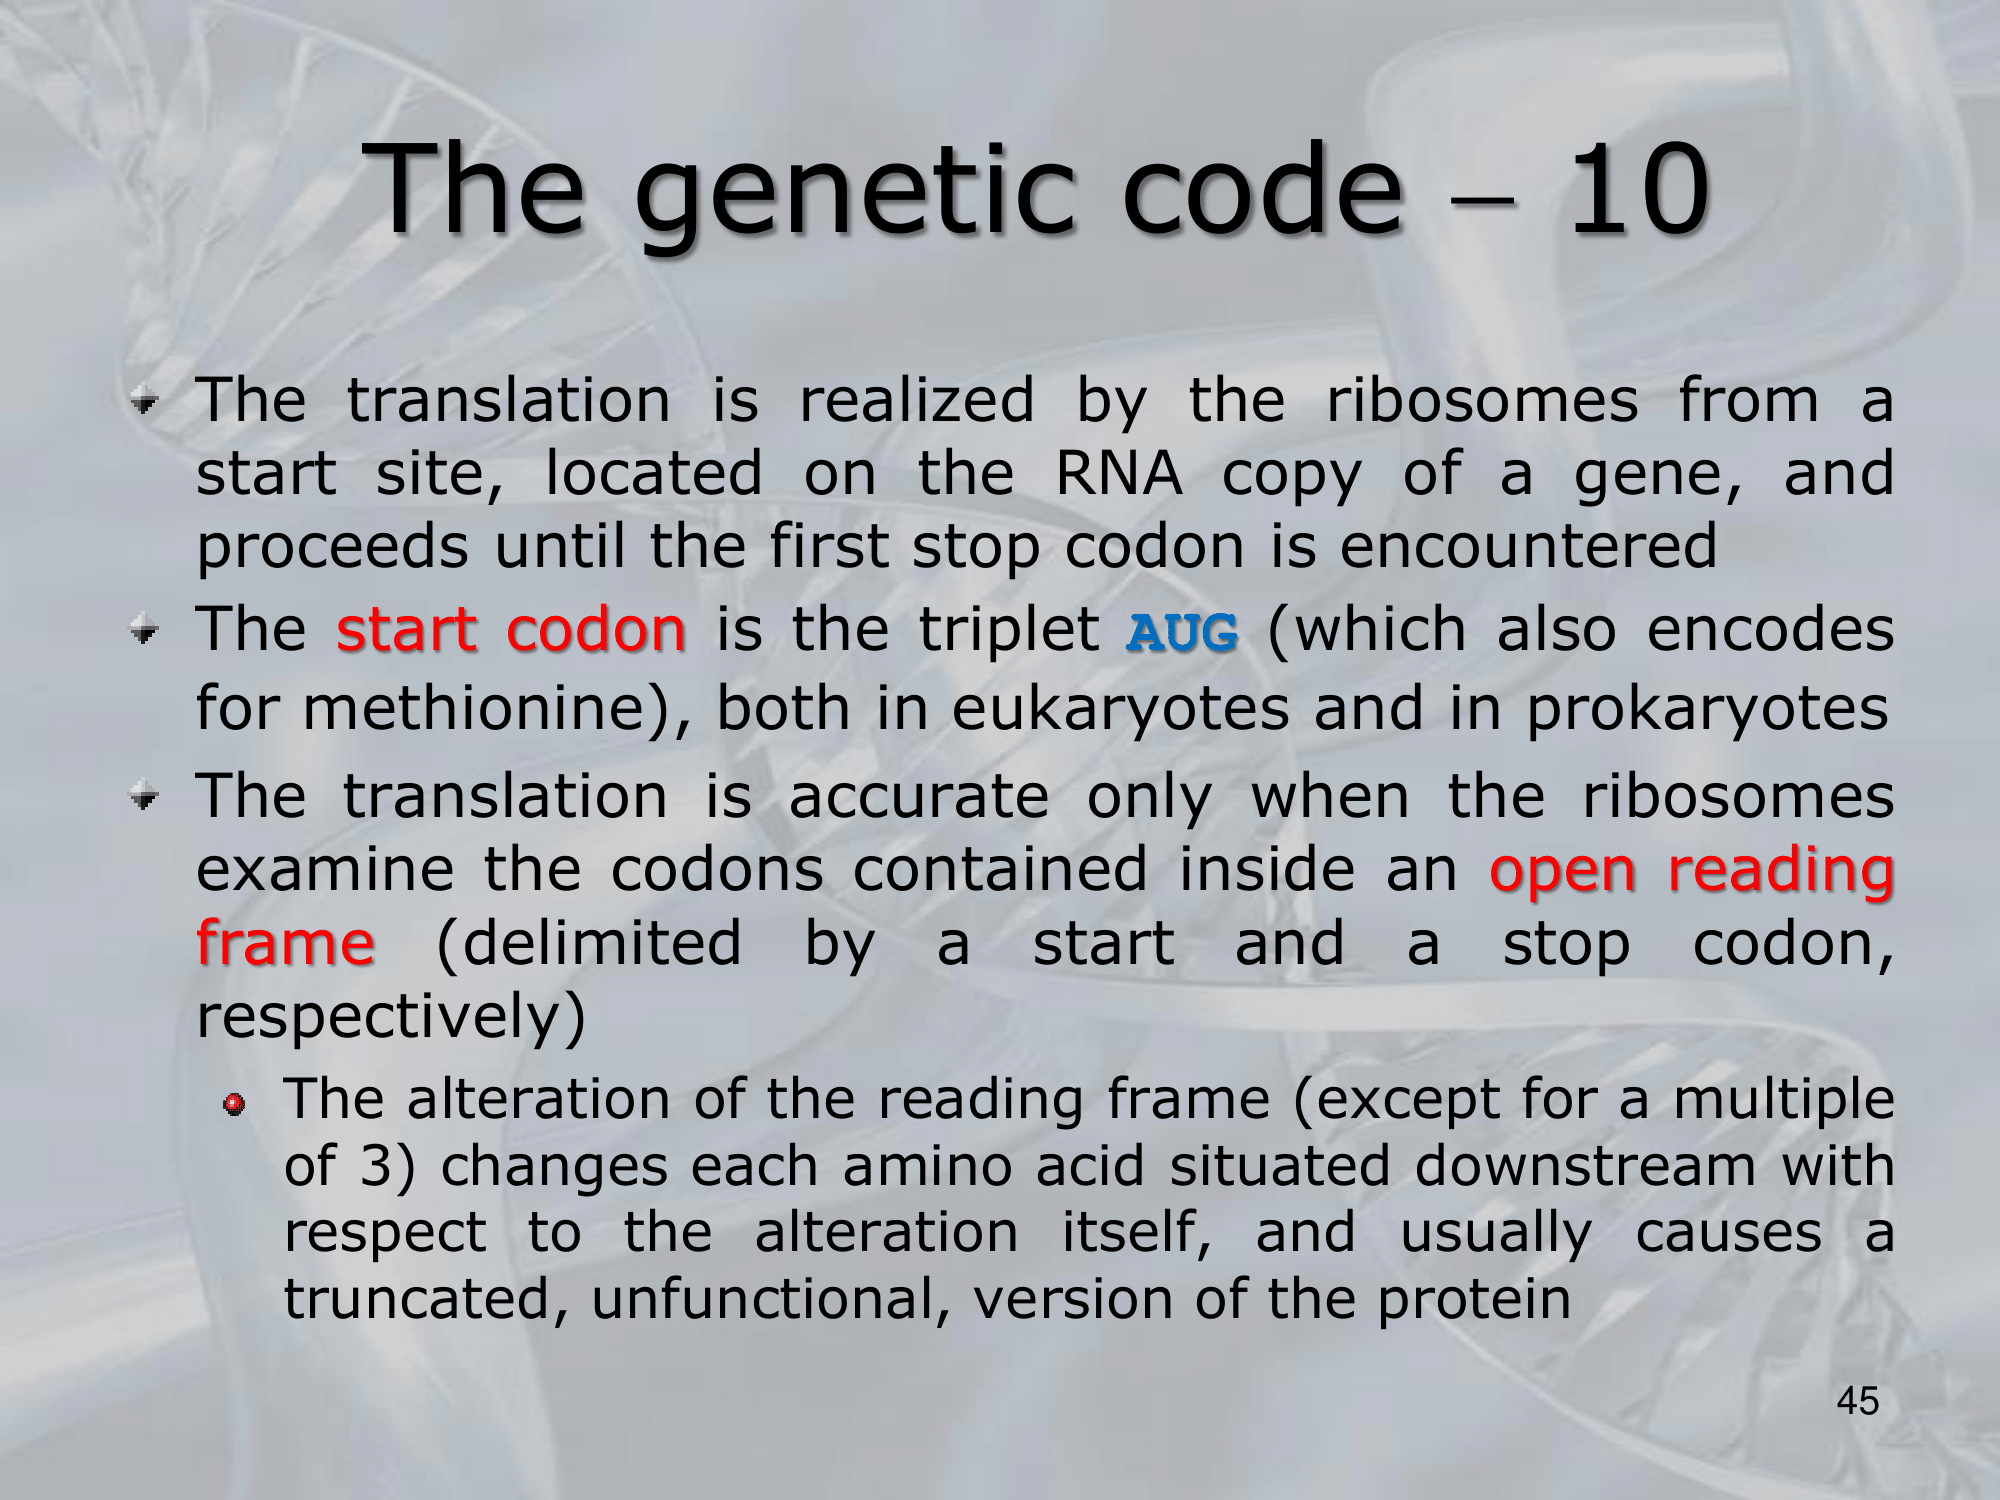 The genetic code – 10
The translation is realized by the ribosomes from a
start site, located on the RNA copy of a gene, and
proceeds until the first stop codon is encountered
The start codon is the triplet AUG (which also encodes
for methionine), both in eukaryotes and in prokaryotes
The translation is accurate only when the ribosomes
examine the codons contained inside an open reading
frame (delimited by a start and a stop codon,
respectively)
The alteration of the reading frame (except for a multiple
of 3) changes each amino acid situated downstream with
respect to the alteration itself, and usually causes a
truncated, unfunctional, version of the protein
45